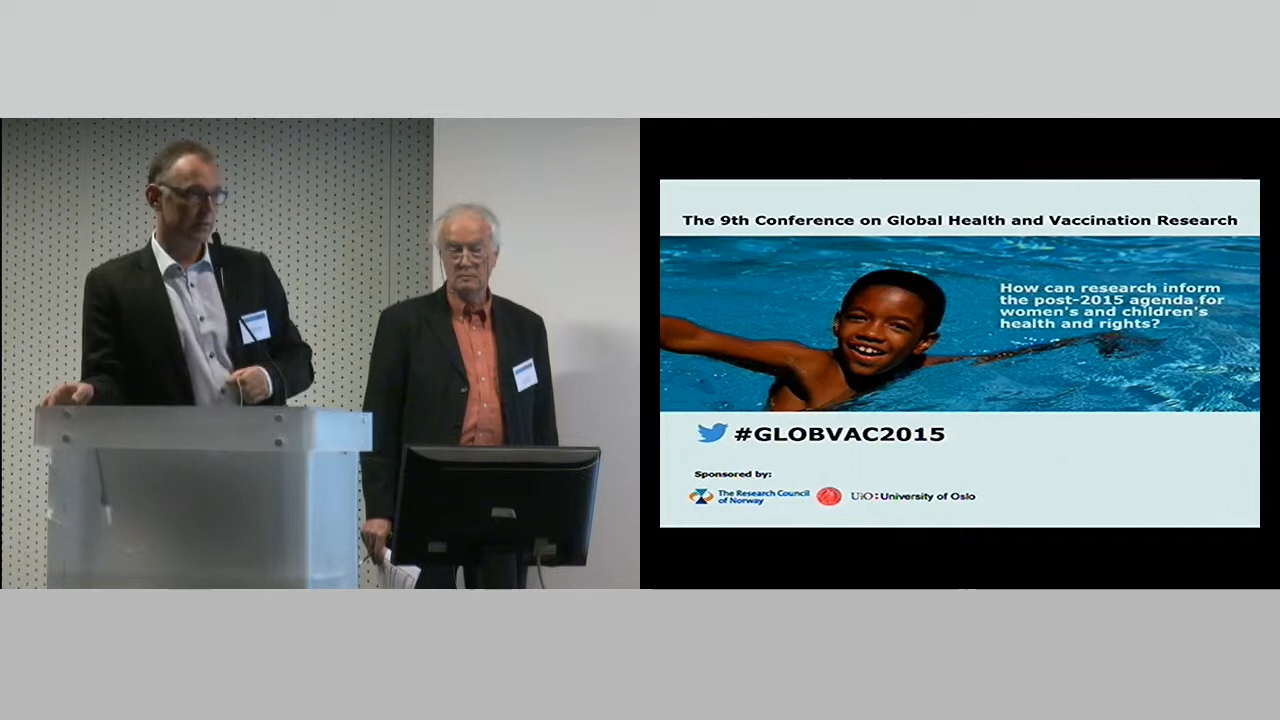 The 9th Conference on Global Health and Vaccination Research
How can research inform
the post-2015 agenda for
women's and children's
health and rights?
#GLOBVAC2015
Sponsored by:
The Research Council
of Norway
UiO:University of Oslo